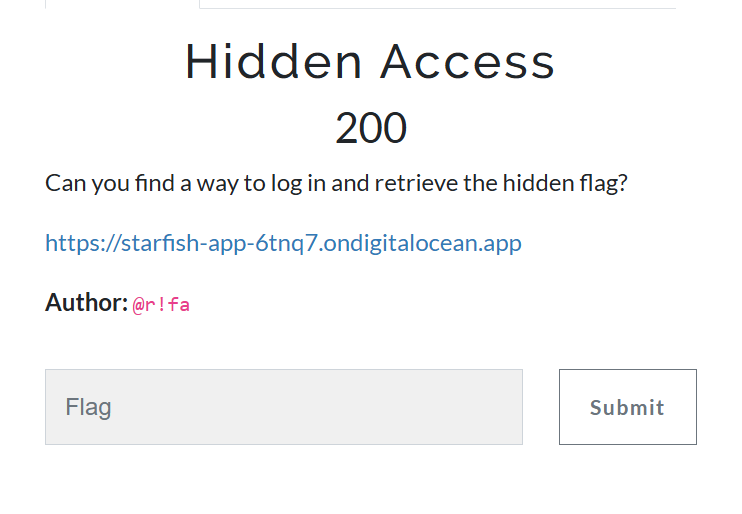 Hidden Access
200
Can you find a way to log in and retrieve the hidden flag?
https://starfish-app-6tnq7.ondigitalocean.app
Author: @r!fa
Flag
Submit